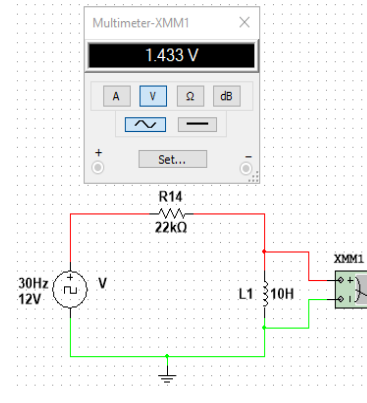 Multimeter-XMM1
1.433 V
A V Ω dB
+ Set... −
R14
22kΩ
XMM1
30Hz
12V
V
L1
10H